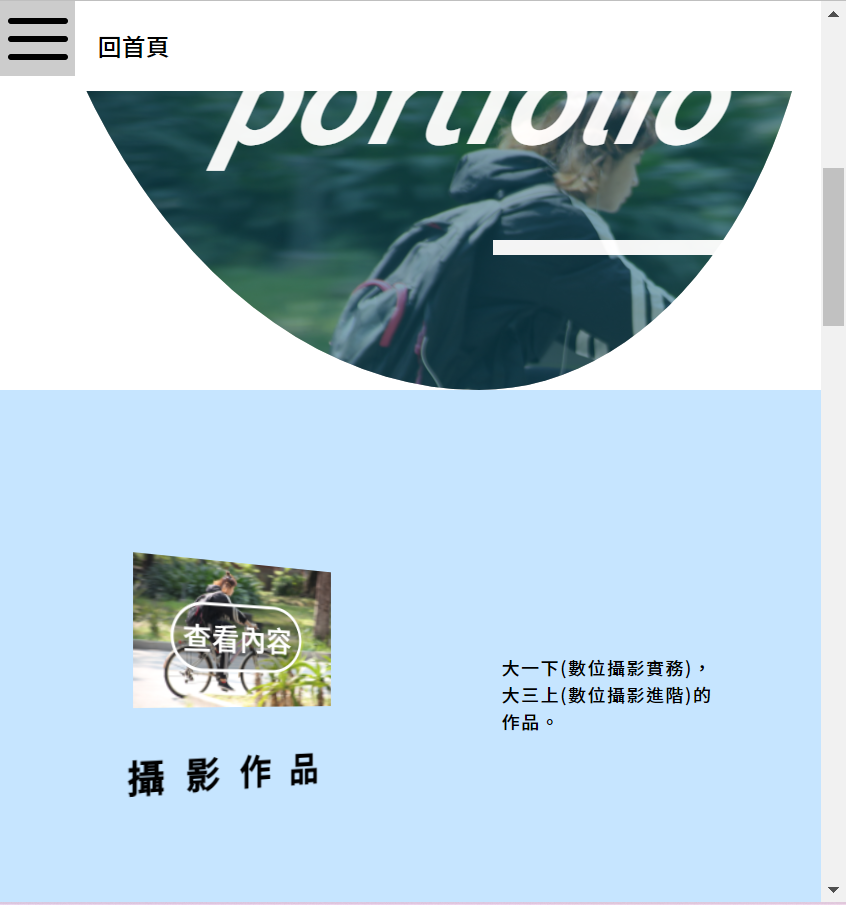 回首頁
portfolio
查看內容
大一下(數位攝影實務)，
大三上(數位攝影進階)的
作品。
攝影作品